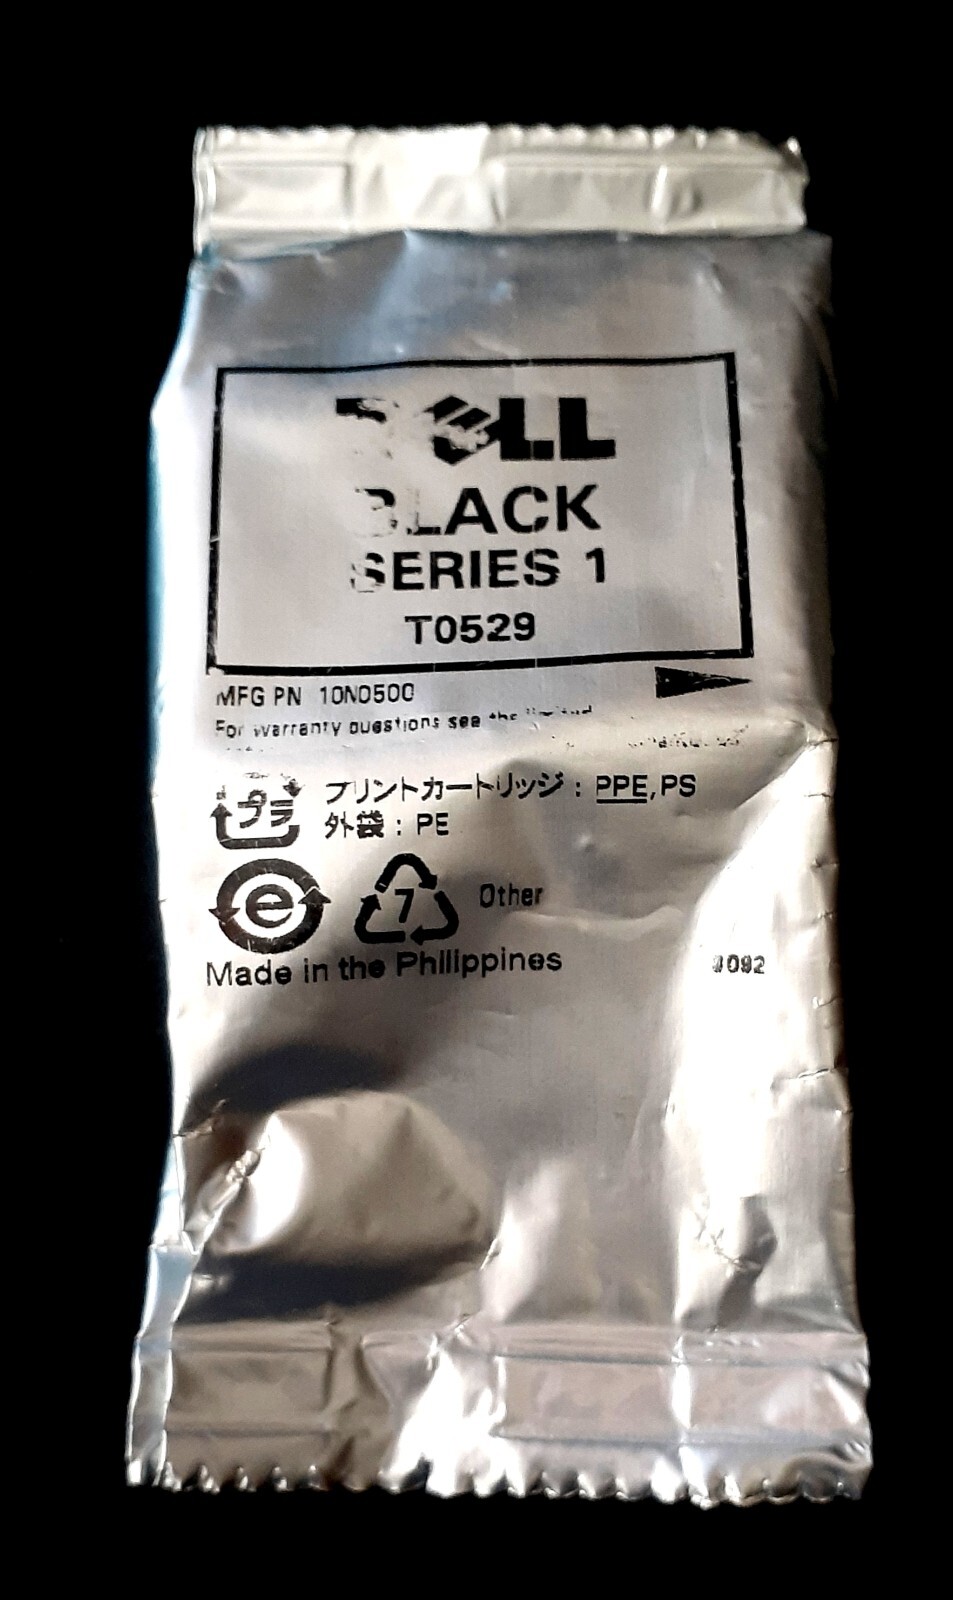 DELL
BLACK
SERIES 1
T0529
MFG PN 10N0500
For warranty questions see the limited
プラ
プリントカートリッジ : PPE, PS
外袋 : PE
e
7
Other
Made in the Philippines